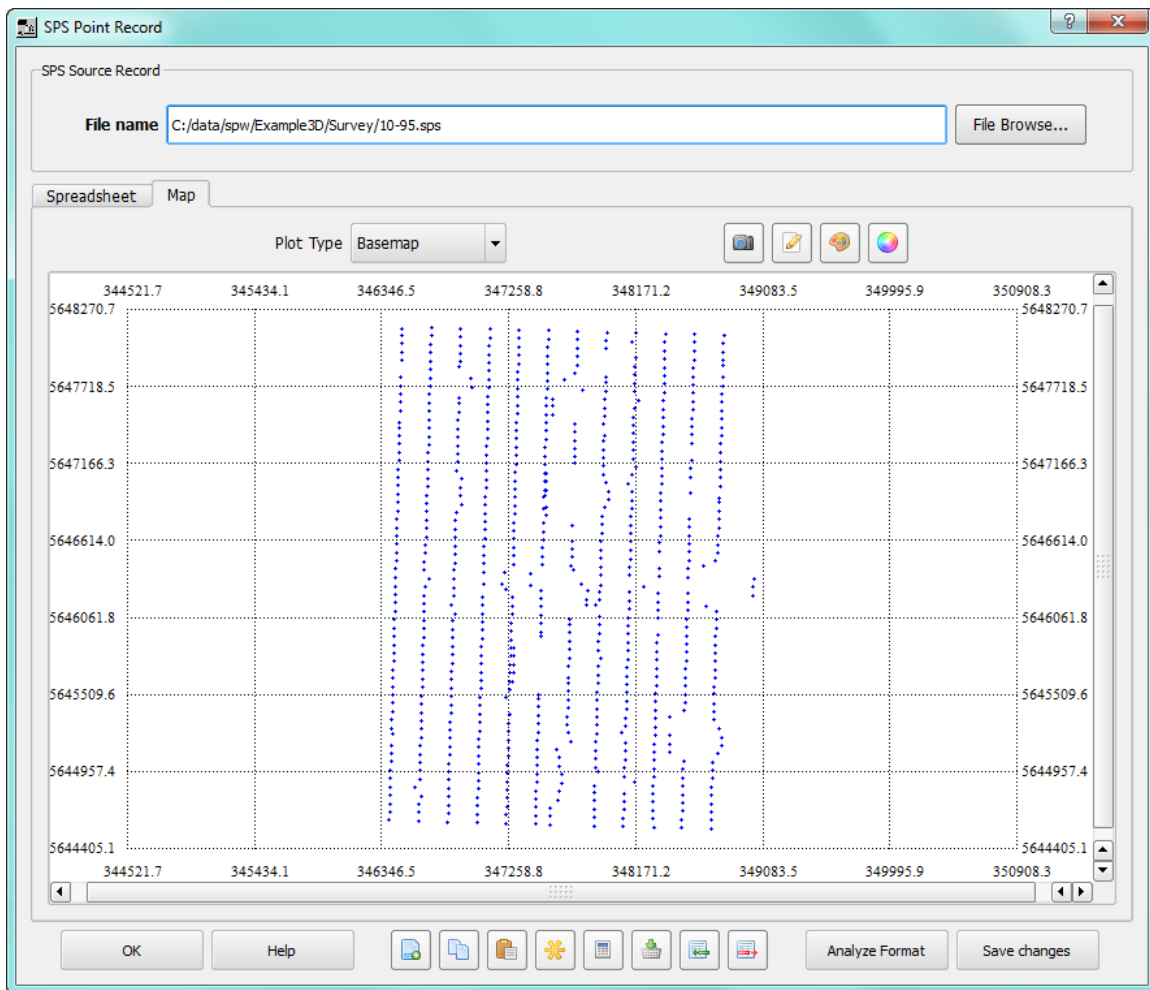 SPS Point Record
SPS Source Record
File name C:/data/spw/Example3D/Survey/10-95.sps File Browse...
Spreadsheet Map
Plot Type Basemap
344521.7 345434.1 346346.5 347258.8 348171.2 349083.5 349995.9 350908.3
5648270.7 5648270.7
5647718.5 5647718.5
5647166.3 5647166.3
5646614.0 5646614.0
5646061.8 5646061.8
5645509.6 5645509.6
5644957.4 5644957.4
5644405.1 5644405.1
344521.7 345434.1 346346.5 347258.8 348171.2 349083.5 349995.9 350908.3
OK Help Analyze Format Save changes